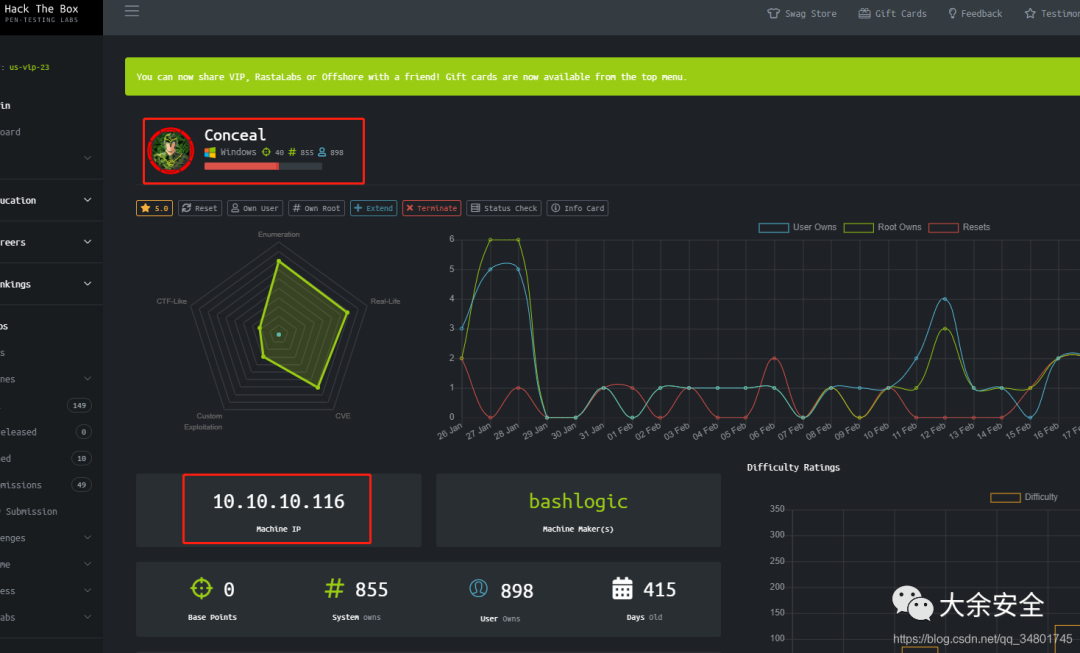 Hack The Box
PEN-TESTING LABS
Swag Store
Gift Cards
Feedback
Testimon
: us-vip-23
in
oard
ucation
reers
nkings
os
s
nes
149
eleased
0
ed
10
missions
49
Submission
enges
me
ess
abs
You can now share VIP, RastaLabs or Offshore with a friend! Gift cards are now available from the top menu.
Conceal
Windows 40 # 855 898
5.0
Reset
Own User
# Own Root
Extend
Terminate
Status Check
Info Card
Enumeration
CTF-Like
Real-Life
Custom
Exploitation
CVE
User Owns
Root Owns
Resets
6
5
4
3
2
1
0
26 Jan
27 Jan
28 Jan
29 Jan
30 Jan
31 Jan
01 Feb
02 Feb
03 Feb
04 Feb
05 Feb
06 Feb
07 Feb
08 Feb
09 Feb
10 Feb
11 Feb
12 Feb
13 Feb
14 Feb
15 Feb
16 Feb
17 F
10.10.10.116
Machine IP
bashlogic
Machine Maker(s)
0
Base Points
# 855
System owns
898
User Owns
415
Days Old
Difficulty Ratings
Difficulty
350
300
250
200
150
100
大余安全
https://blog.csdn.net/qq_34801745